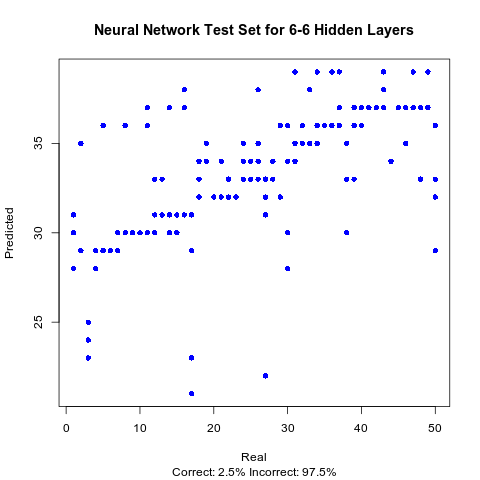 Neural Network Test Set for 6-6 Hidden Layers
Predicted
35
30
25
0 10 20 30 40 50
Real
Correct: 2.5% Incorrect: 97.5%